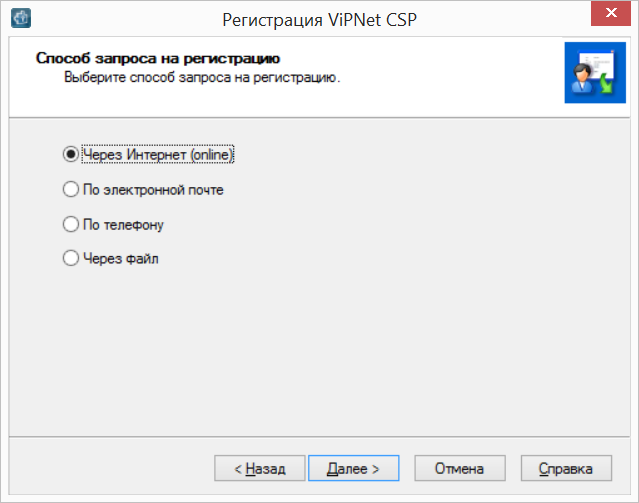 Регистрация ViPNet CSP
Способ запроса на регистрацию
Выберите способ запроса на регистрацию.
Через Интернет (online)
По электронной почте
По телефону
Через файл
< Назад
Далее >
Отмена
Справка